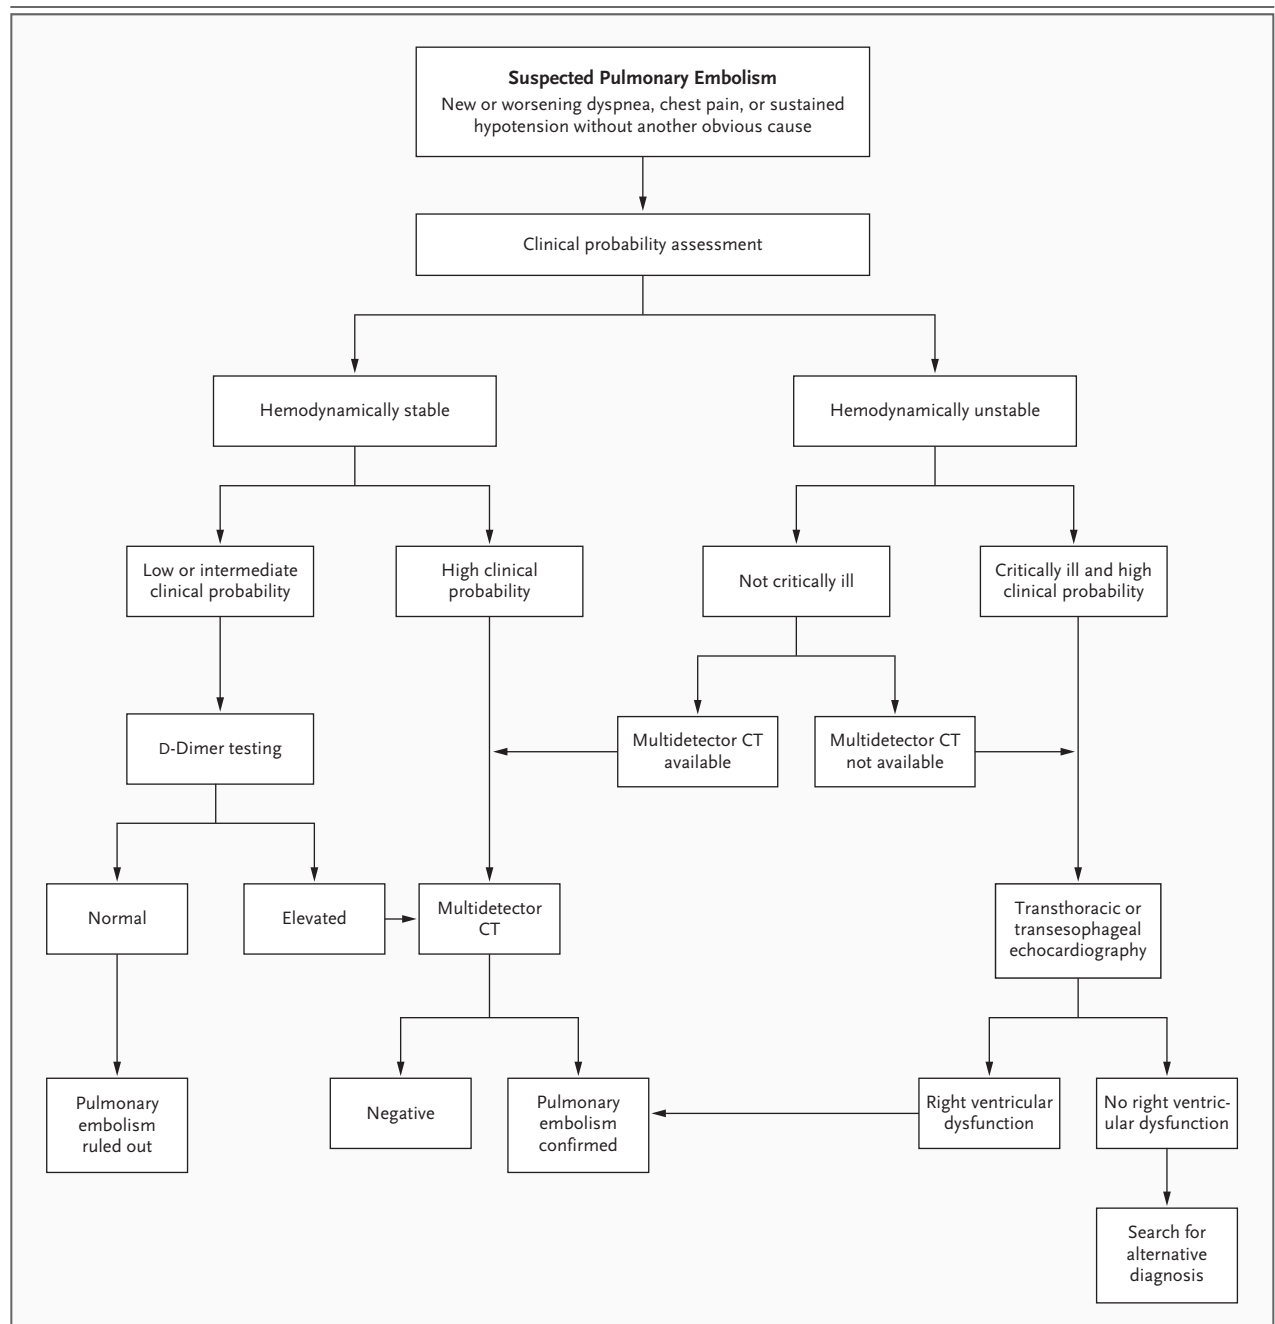 Suspected Pulmonary Embolism
New or worsening dyspnea, chest pain, or sustained
hypotension without another obvious cause
Clinical probability assessment
Hemodynamically stable
Hemodynamically unstable
Low or intermediate
clinical probability
High clinical
probability
Not critically ill
Critically ill and high
clinical probability
D-Dimer testing
Multidetector CT
available
Multidetector CT
not available
Normal
Elevated
Multidetector
CT
Transthoracic or
transesophageal
echocardiography
Pulmonary
embolism
ruled out
Negative
Pulmonary
embolism
confirmed
Right ventricular
dysfunction
No right ventric-
ular dysfunction
Search for
alternative
diagnosis